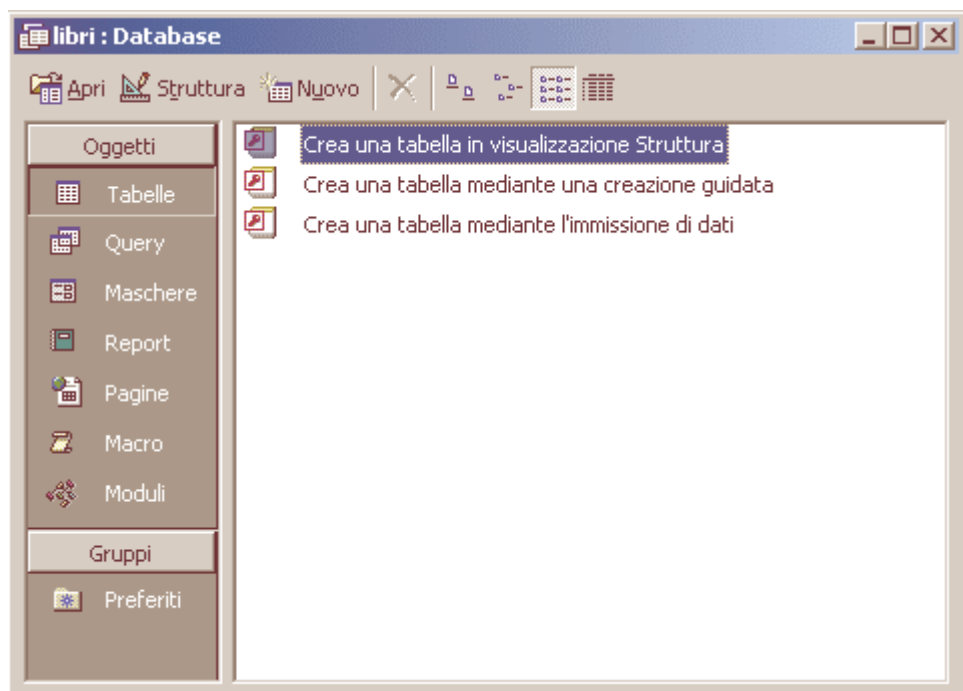 libri : Database
Apri Struttura Nuovo
Oggetti
Tabelle
Query
Maschere
Report
Pagine
Macro
Moduli
Gruppi
Preferiti
Crea una tabella in visualizzazione Struttura
Crea una tabella mediante una creazione guidata
Crea una tabella mediante l'immissione di dati